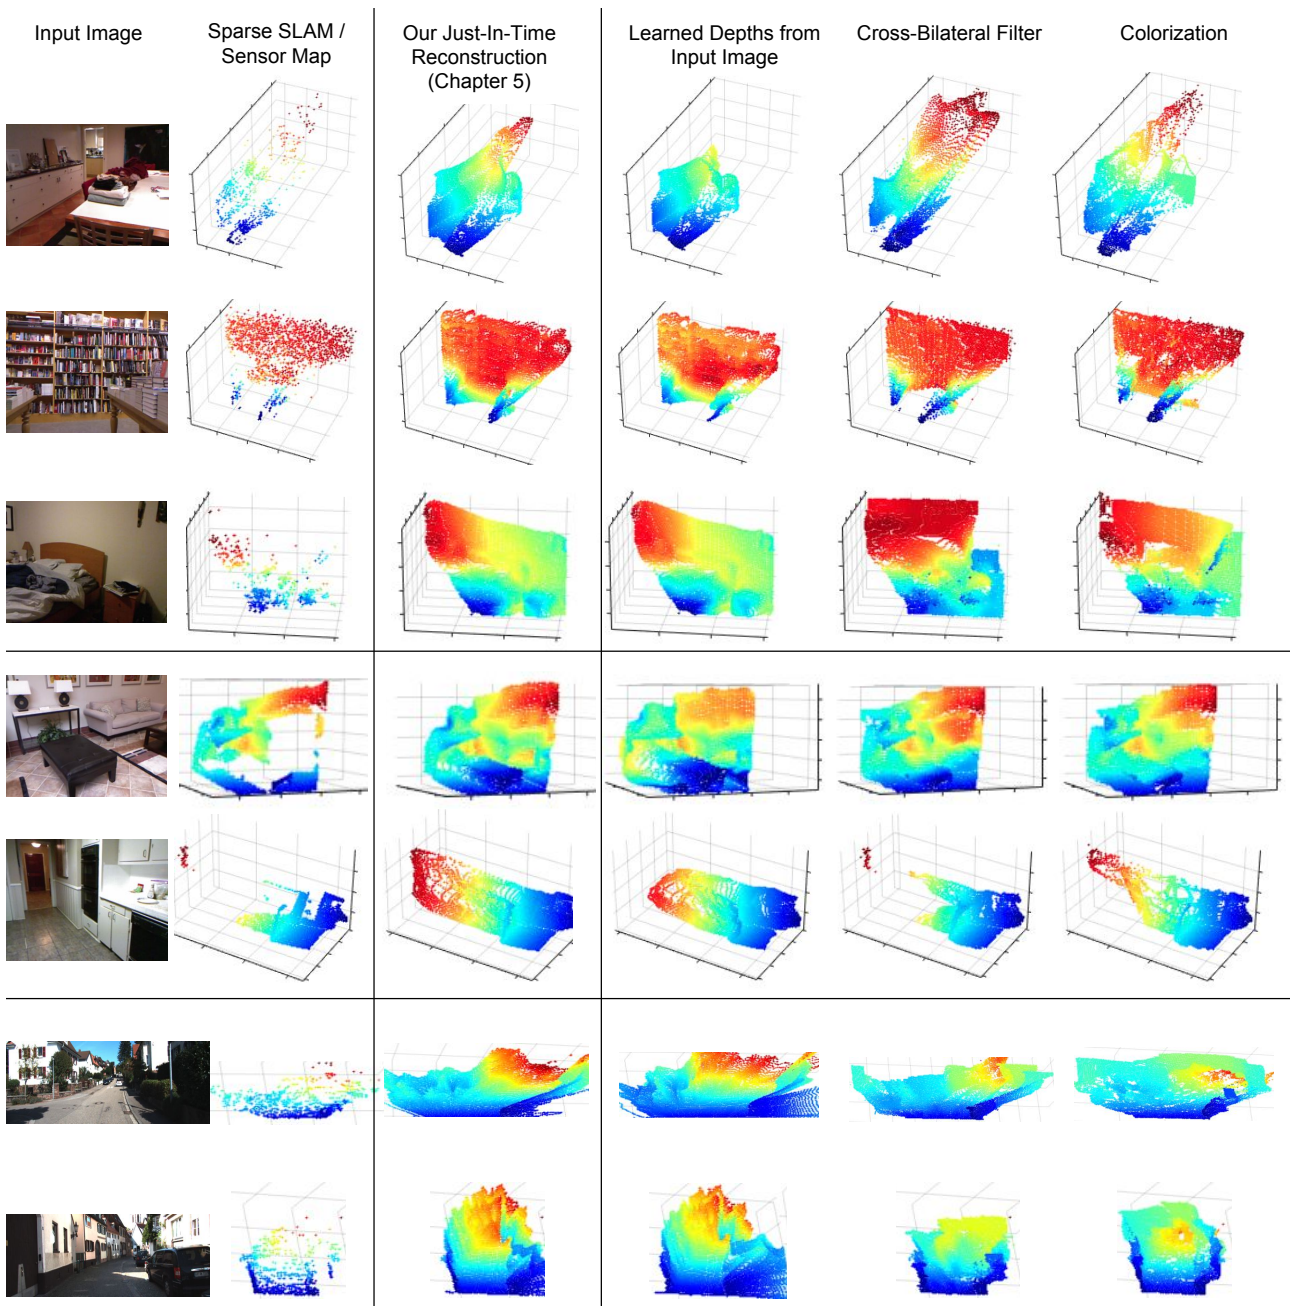 Input Image
Sparse SLAM /
Sensor Map
Our Just-In-Time
Reconstruction
(Chapter 5)
Learned Depths from
Input Image
Cross-Bilateral Filter
Colorization